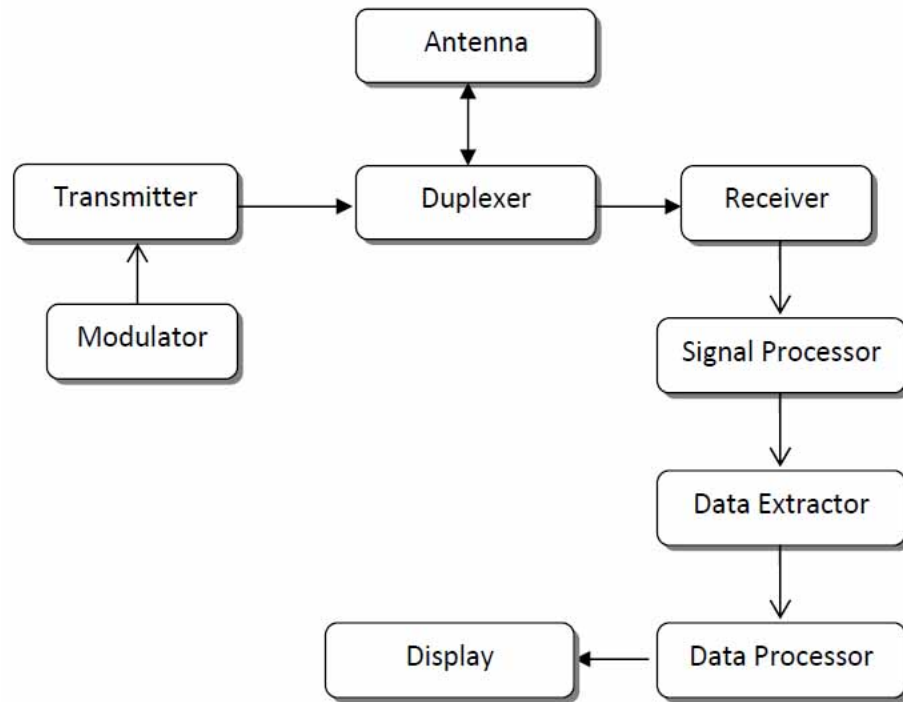 Antenna
Transmitter
Duplexer
Receiver
Modulator
Signal Processor
Data Extractor
Display
Data Processor